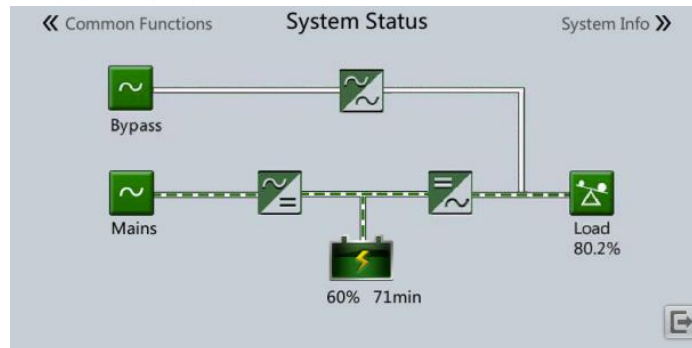 « Common Functions
System Status
System Info »
Bypass
Mains
Load
80.2%
60% 71min